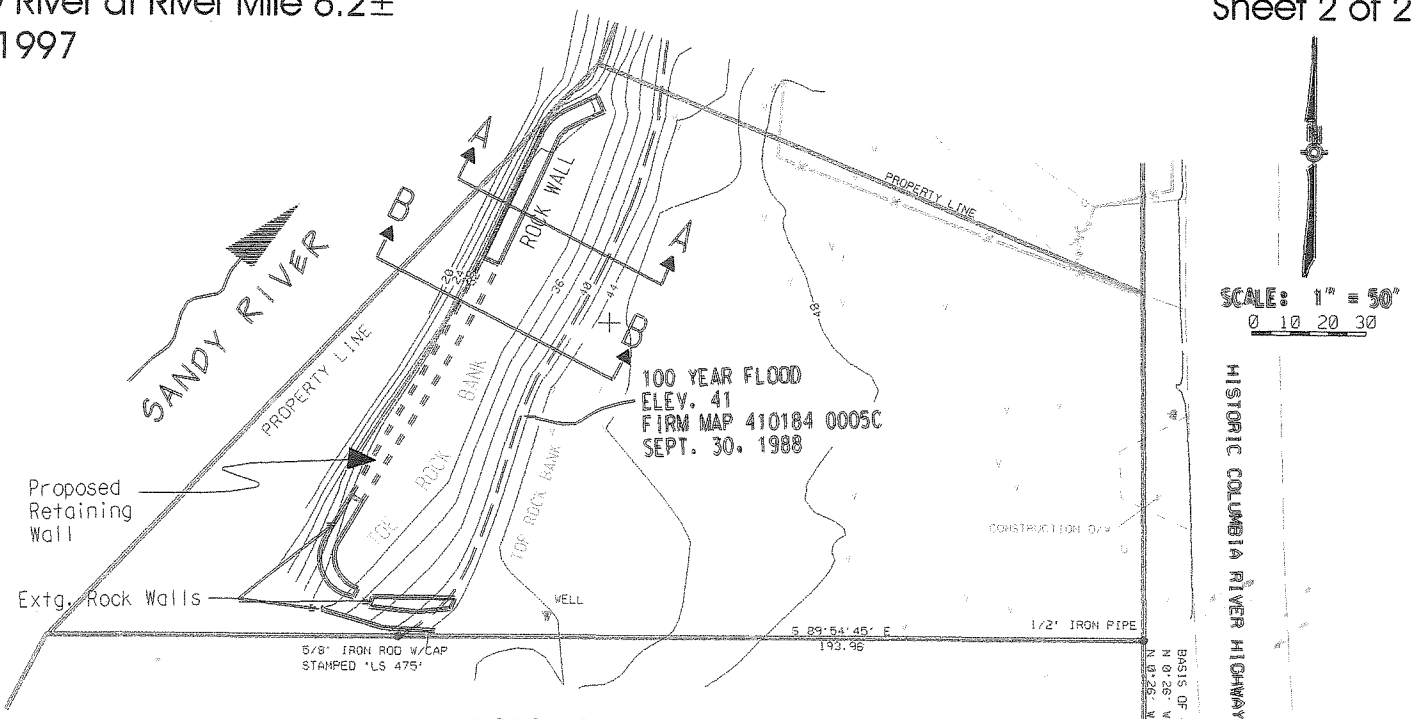 River at River Mile 6.2±
1997
Sheet 2 of 2
A
B
ROCK WALL
A
B
SANDY RIVER
PROPERTY LINE
PROPERTY LINE
SCALE: 1" = 50"
0 10 20 30
20
24
36
40
44
48
100 YEAR FLOOD
ELEV. 41
FIRM MAP 410184 0005C
SEPT. 30, 1988
TOE ROCK BANK
TOP ROCK BANK
Proposed
Retaining
Wall
Extg. Rock Walls
WELL
CONSTRUCTION
HISTORIC COLUMBIA RIVER HIGHWAY
5/8" IRON ROD W/CAP
STAMPED "LS 475"
S 89°54'45" E
193.96
1/2" IRON PIPE
BASIS OF
N 0°26' W
N 0°26' W